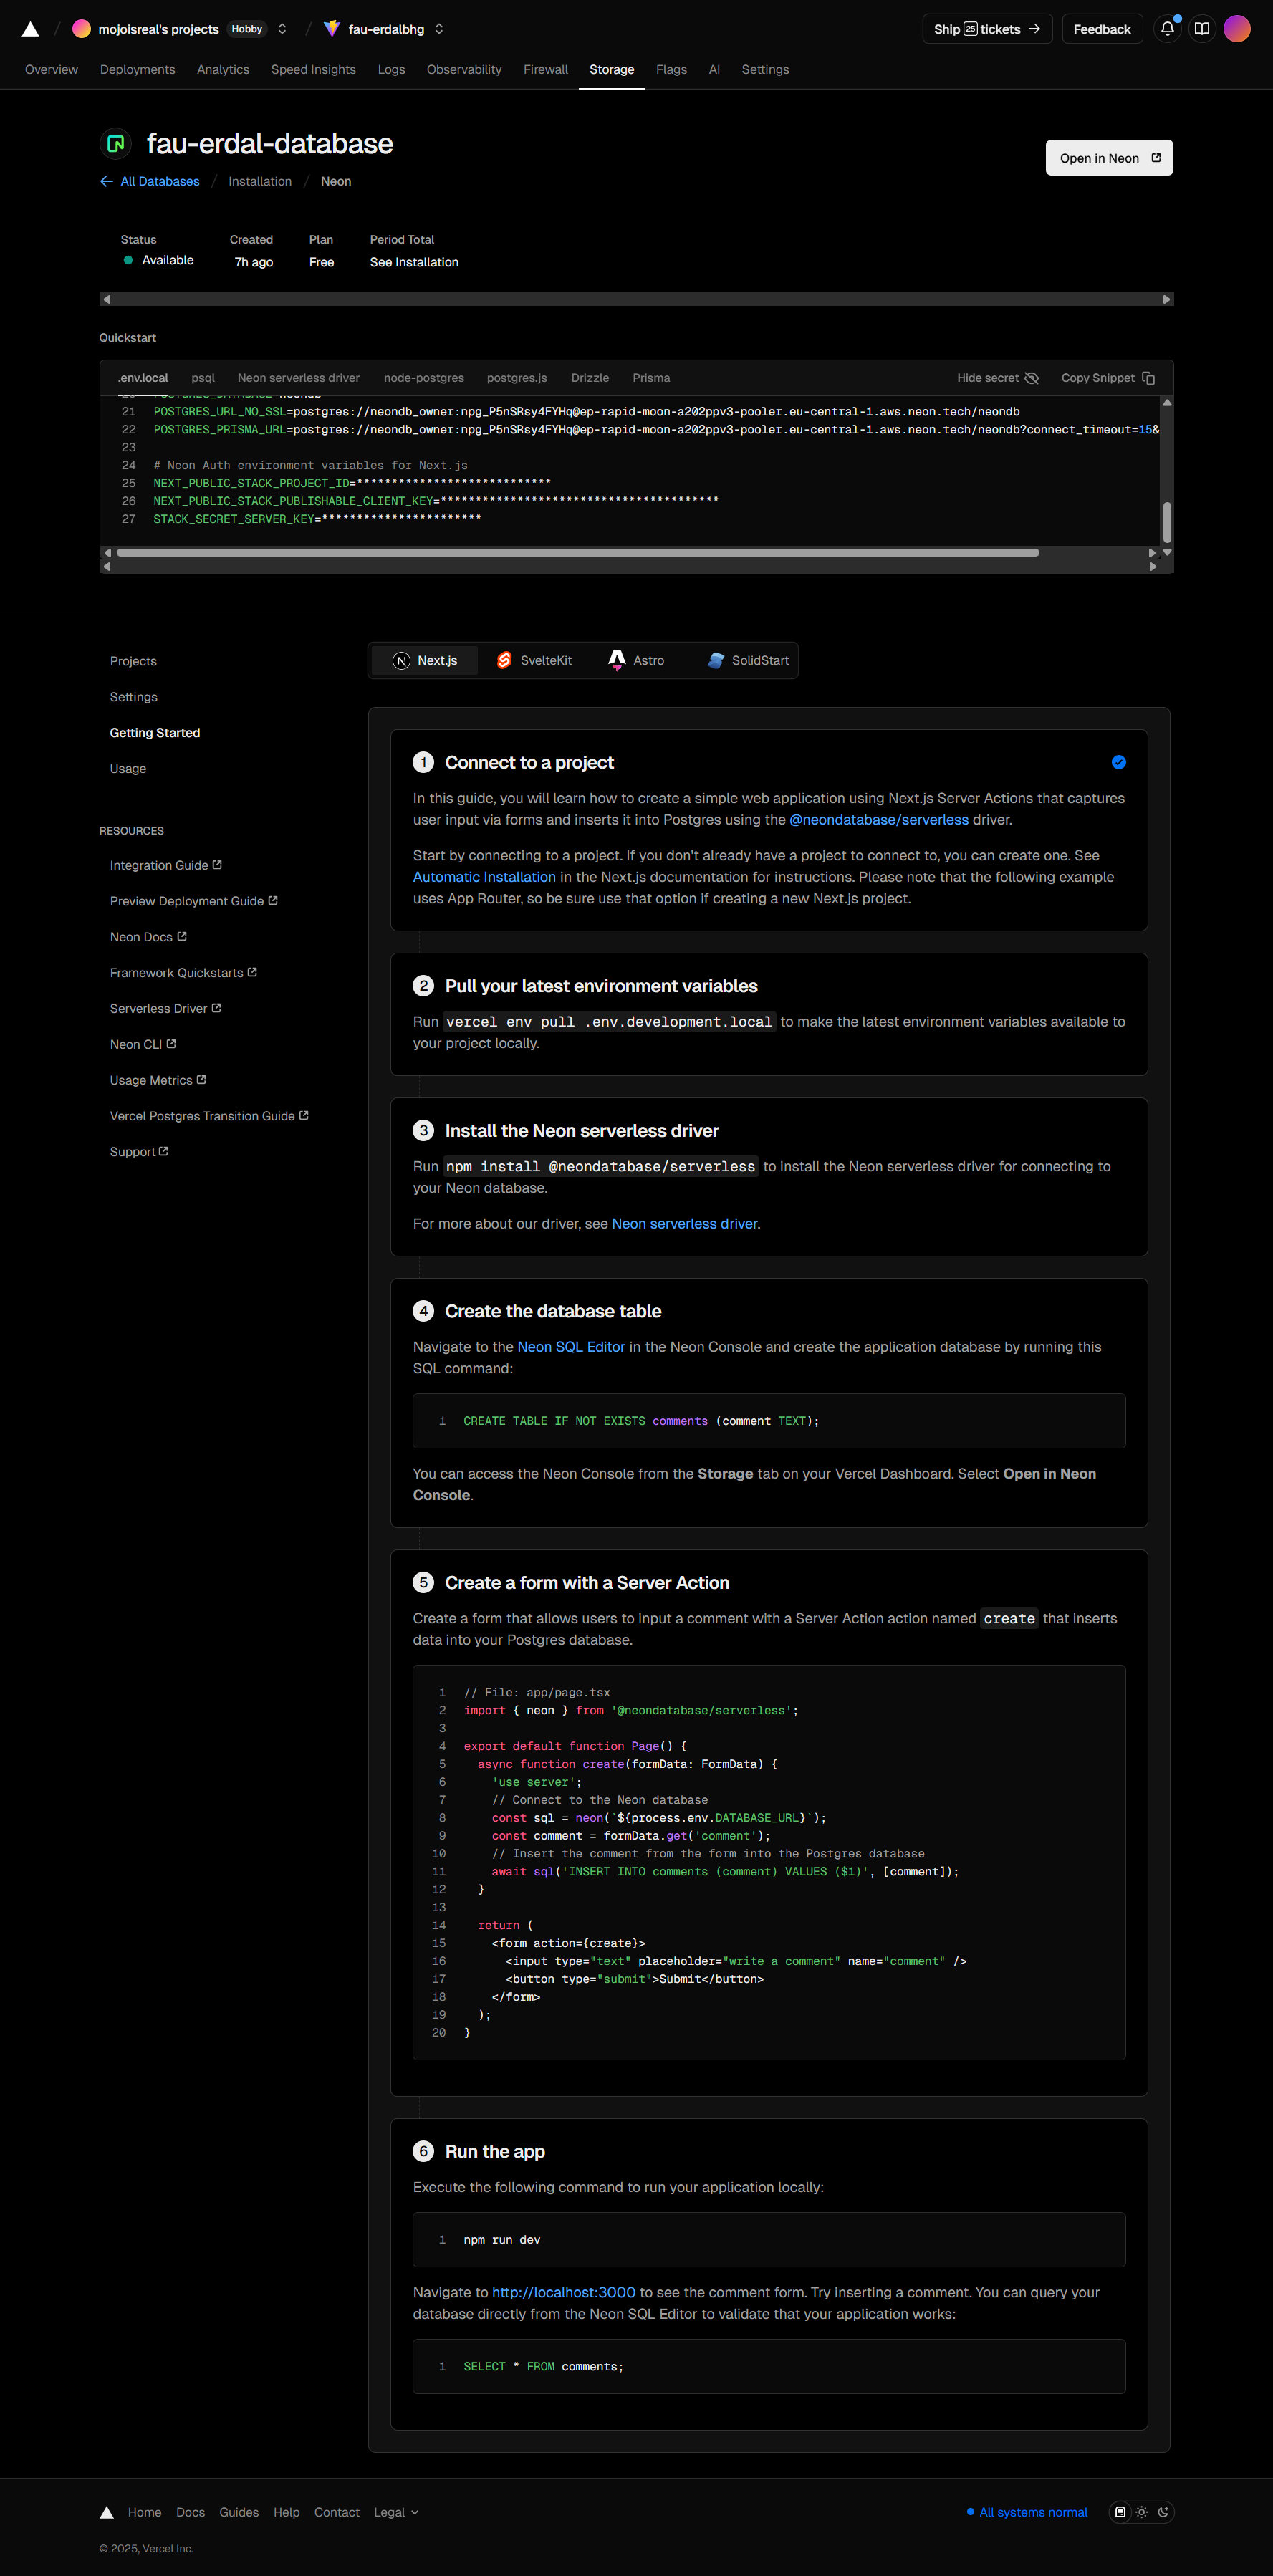 mojoisreal's projects Hobby fau-erdalbhg Ship 25 tickets Feedback
Overview Deployments Analytics Speed Insights Logs Observability Firewall Storage Flags AI Settings
fau-erdal-database
Open in Neon
All Databases / Installation / Neon
Status Created Plan Period Total
Available 7h ago Free See Installation
Quickstart
.env.local psql Neon serverless driver node-postgres postgres.js Drizzle Prisma Hide secret Copy Snippet
21 POSTGRES_URL_NO_SSL=postgres://neondb_owner:npg_P5nSRsy4FYHq@ep-rapid-moon-a202ppv3-pooler.eu-central-1.aws.neon.tech/neondb
22 POSTGRES_PRISMA_URL=postgres://neondb_owner:npg_P5nSRsy4FYHq@ep-rapid-moon-a202ppv3-pooler.eu-central-1.aws.neon.tech/neondb?connect_timeout=15&
23
24 # Neon Auth environment variables for Next.js
25 NEXT_PUBLIC_STACK_PROJECT_ID=****************************
26 NEXT_PUBLIC_STACK_PUBLISHABLE_CLIENT_KEY=****************************************
27 STACK_SECRET_SERVER_KEY=***********************
Projects
Settings
Getting Started
Usage
RESOURCES
Integration Guide
Preview Deployment Guide
Neon Docs
Framework Quickstarts
Serverless Driver
Neon CLI
Usage Metrics
Vercel Postgres Transition Guide
Support
Next.js SvelteKit Astro SolidStart
1 Connect to a project
In this guide, you will learn how to create a simple web application using Next.js Server Actions that captures
user input via forms and inserts it into Postgres using the @neondatabase/serverless driver.
Start by connecting to a project. If you don't already have a project to connect to, you can create one. See
Automatic Installation in the Next.js documentation for instructions. Please note that the following example
uses App Router, so be sure use that option if creating a new Next.js project.
2 Pull your latest environment variables
Run vercel env pull .env.development.local to make the latest environment variables available to
your project locally.
3 Install the Neon serverless driver
Run npm install @neondatabase/serverless to install the Neon serverless driver for connecting to
your Neon database.
For more about our driver, see Neon serverless driver.
4 Create the database table
Navigate to the Neon SQL Editor in the Neon Console and create the application database by running this
SQL command:
1 CREATE TABLE IF NOT EXISTS comments (comment TEXT);
You can access the Neon Console from the Storage tab on your Vercel Dashboard. Select Open in Neon
Console.
5 Create a form with a Server Action
Create a form that allows users to input a comment with a Server Action action named create that inserts
data into your Postgres database.
1 // File: app/page.tsx
2 import { neon } from '@neondatabase/serverless';
3
4 export default function Page() {
5 async function create(formData: FormData) {
6 'use server';
7 // Connect to the Neon database
8 const sql = neon(`${process.env.DATABASE_URL}`);
9 const comment = formData.get('comment');
10 // Insert the comment from the form into the Postgres database
11 await sql('INSERT INTO comments (comment) VALUES ($1)', [comment]);
12 }
13
14 return (
15 <form action={create}>
16 <input type="text" placeholder="write a comment" name="comment" />
17 <button type="submit">Submit</button>
18 </form>
19 );
20 }
6 Run the app
Execute the following command to run your application locally:
1 npm run dev
Navigate to http://localhost:3000 to see the comment form. Try inserting a comment. You can query your
database directly from the Neon SQL Editor to validate that your application works:
1 SELECT * FROM comments;
Home Docs Guides Help Contact Legal All systems normal
© 2025, Vercel Inc.